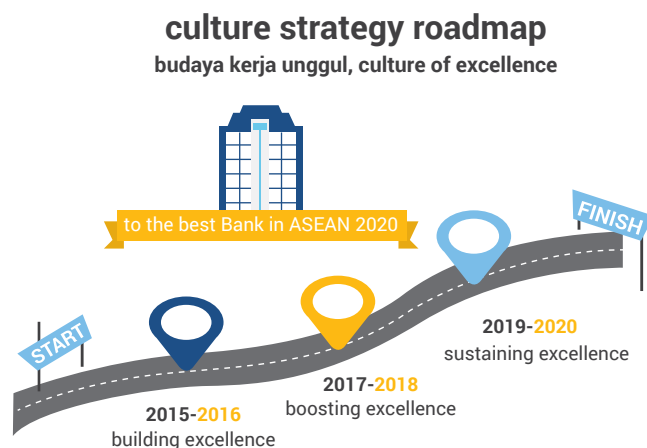 culture strategy roadmap
budaya kerja unggul, culture of excellence
to the best Bank in ASEAN 2020
START
FINISH
2015-2016
building excellence
2017-2018
boosting excellence
2019-2020
sustaining excellence